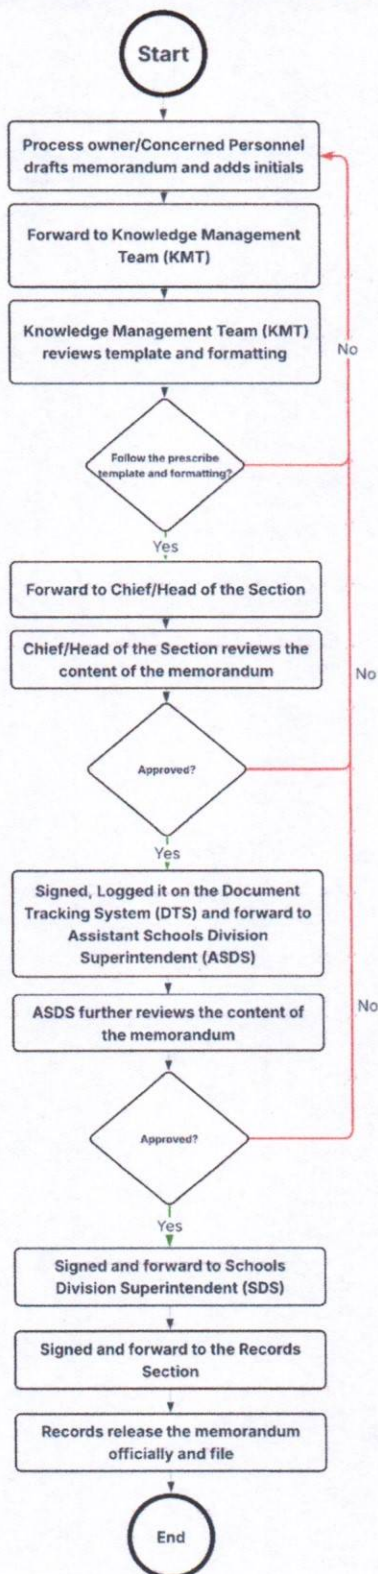 Start
Process owner/Concerned Personnel
drafts memorandum and adds initials
Forward to Knowledge Management
Team (KMT)
Knowledge Management Team (KMT)
reviews template and formatting
No
Follow the prescribe
template and formatting?
Yes
Forward to Chief/Head of the Section
Chief/Head of the Section reviews the
content of the memorandum
No
Approved?
Yes
Signed, Logged it on the Document
Tracking System (DTS) and forward to
Assistant Schools Division
Superintendent (ASDS)
ASDS further reviews the content of
the memorandum
No
Approved?
Yes
Signed and forward to Schools
Division Superintendent (SDS)
Signed and forward to the Records
Section
Records release the memorandum
officially and file
End